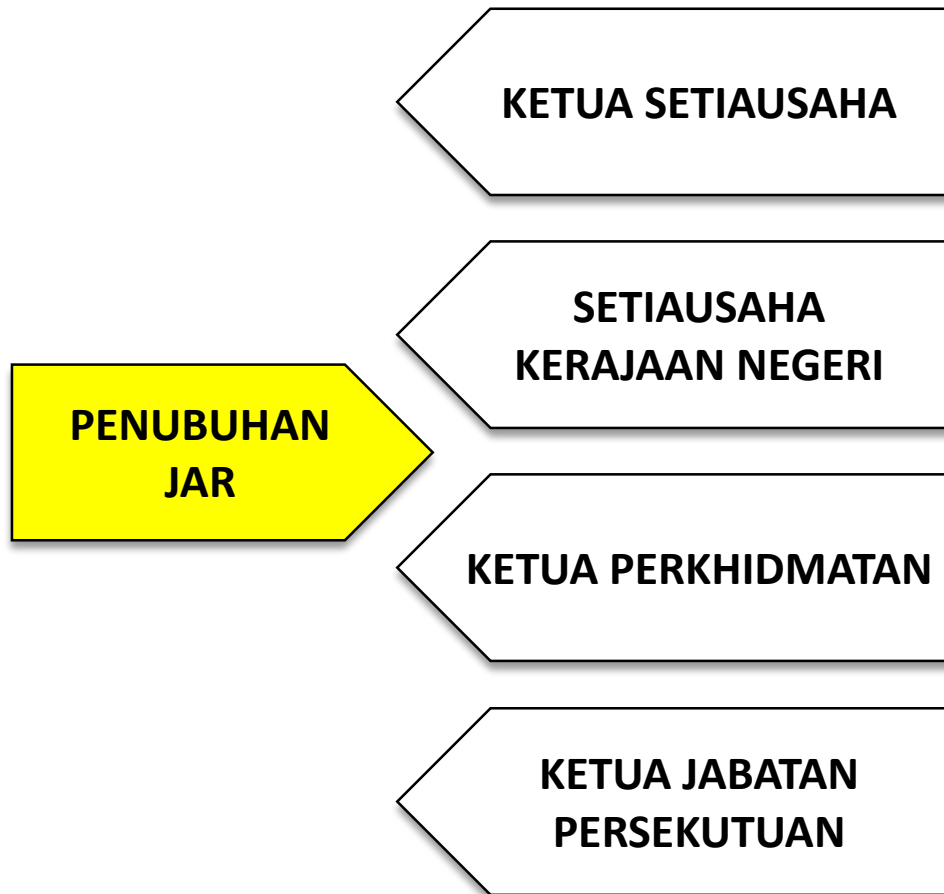 KETUA SETIAUSAHA
SETIAUSAHA
KERAJAAN NEGERI
PENUBUHAN
JAR
KETUA PERKHIDMATAN
KETUA JABATAN
PERSEKUTUAN